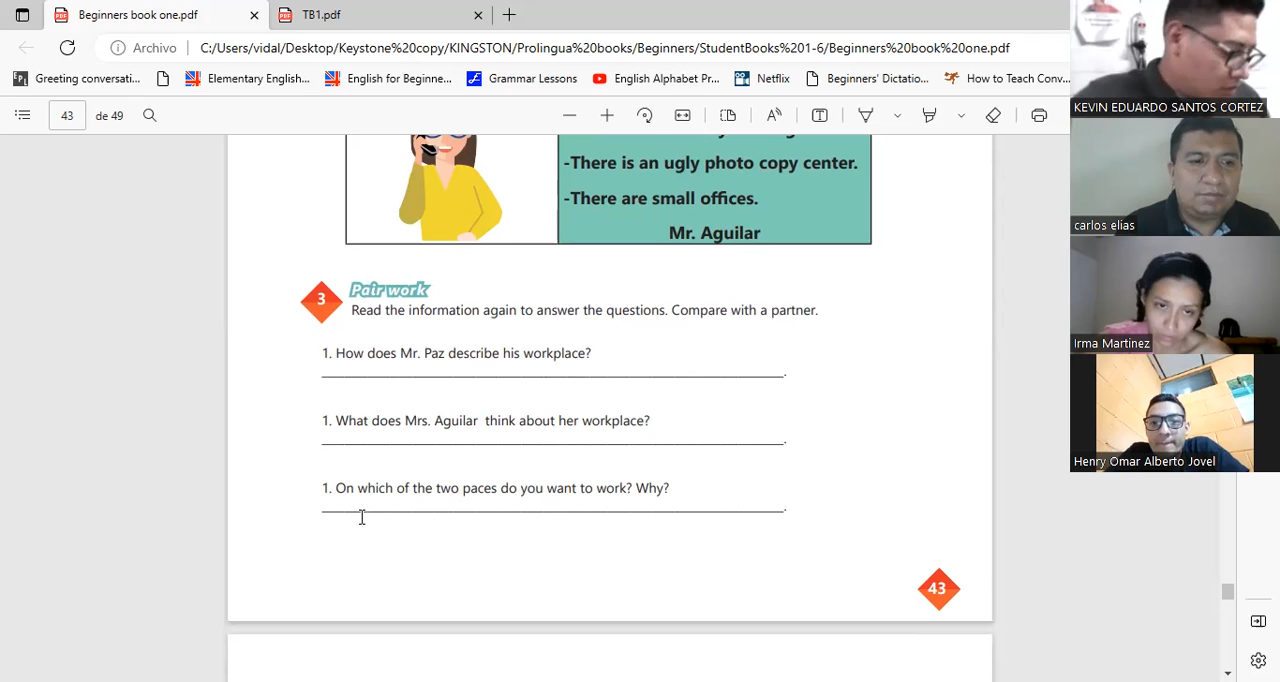 Beginners book one.pdf
TB1.pdf
Archivo
C:/Users/vidal/Desktop/Keystone%20copy/KINGSTON/Prolingua%20books/Beginners/StudentBooks%201-6/Beginners%20book%20one.pdf
Greeting conversati...
Elementary English...
English for Beginne...
Grammar Lessons
English Alphabet Pr...
Netflix
Beginners' Dictatio...
How to Teach Conv...
43
de 49
-There is an ugly photo copy center.
-There are small offices.
Mr. Aguilar
3
Pair work
Read the information again to answer the questions. Compare with a partner.
1. How does Mr. Paz describe his workplace?
1. What does Mrs. Aguilar think about her workplace?
1. On which of the two paces do you want to work? Why?
43
KEVIN EDUARDO SANTOS CORTEZ
carlos elias
Irma Martinez
Henry Omar Alberto Jovel